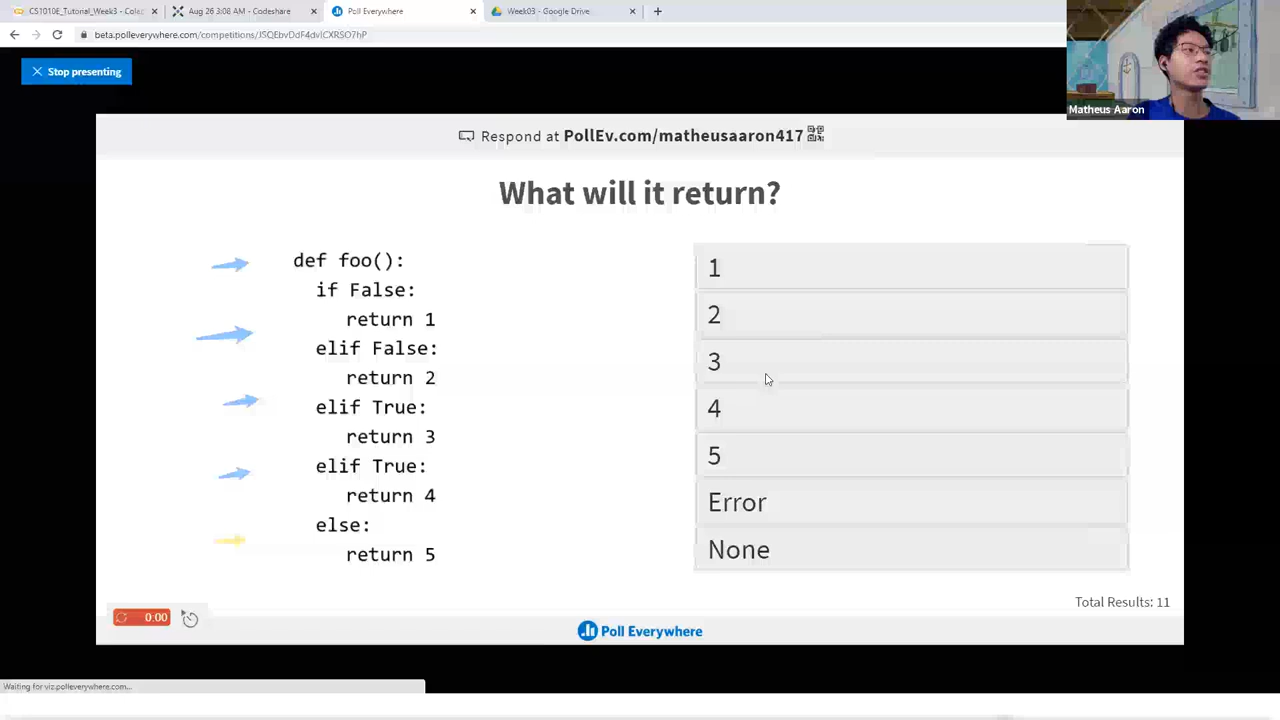 CS1010E_Tutorial_Week3 - Cola
Aug 26 3:08 AM - Codeshare
Poll Everywhere
Week03 - Google Drive
beta.polleverywhere.com/competitions/
Stop presenting
Matheus Aaron
Respond at PollEv.com/matheusaaron417
What will it return?
def foo():
if False:
return 1
elif False:
return 2
elif True:
return 3
elif True:
return 4
else:
return 5
1
2
3
4
5
Error
None
Total Results: 11
0:00
Poll Everywhere
Waiting for viz.polleverywhere.com...